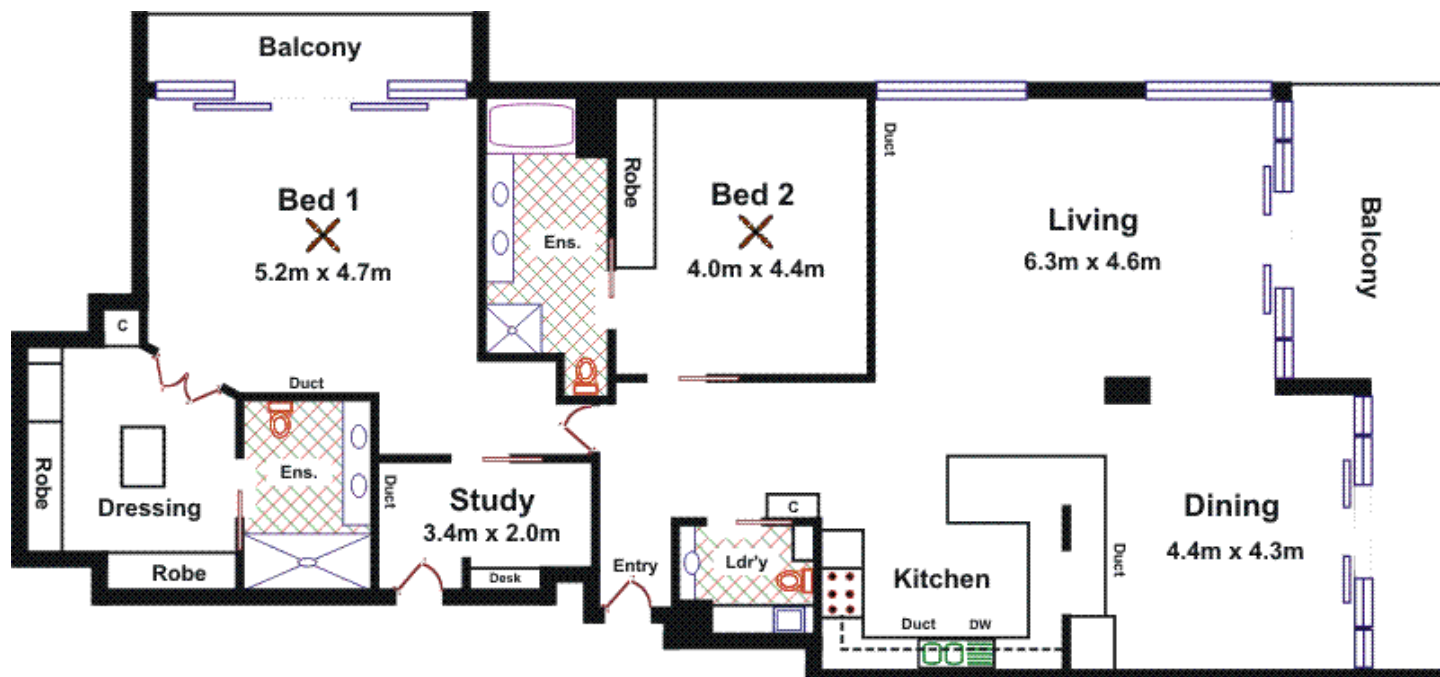 Balcony
Bed 1
5.2m x 4.7m
Ens.
Robe
Bed 2
4.0m x 4.4m
Duct
Living
6.3m x 4.6m
Balcony
C
Duct
Robe
Dressing
Robe
Ens.
Duct
Study
3.4m x 2.0m
Desk
Entry
C
Ldr'y
Kitchen
Duct
DW
Duct
Dining
4.4m x 4.3m